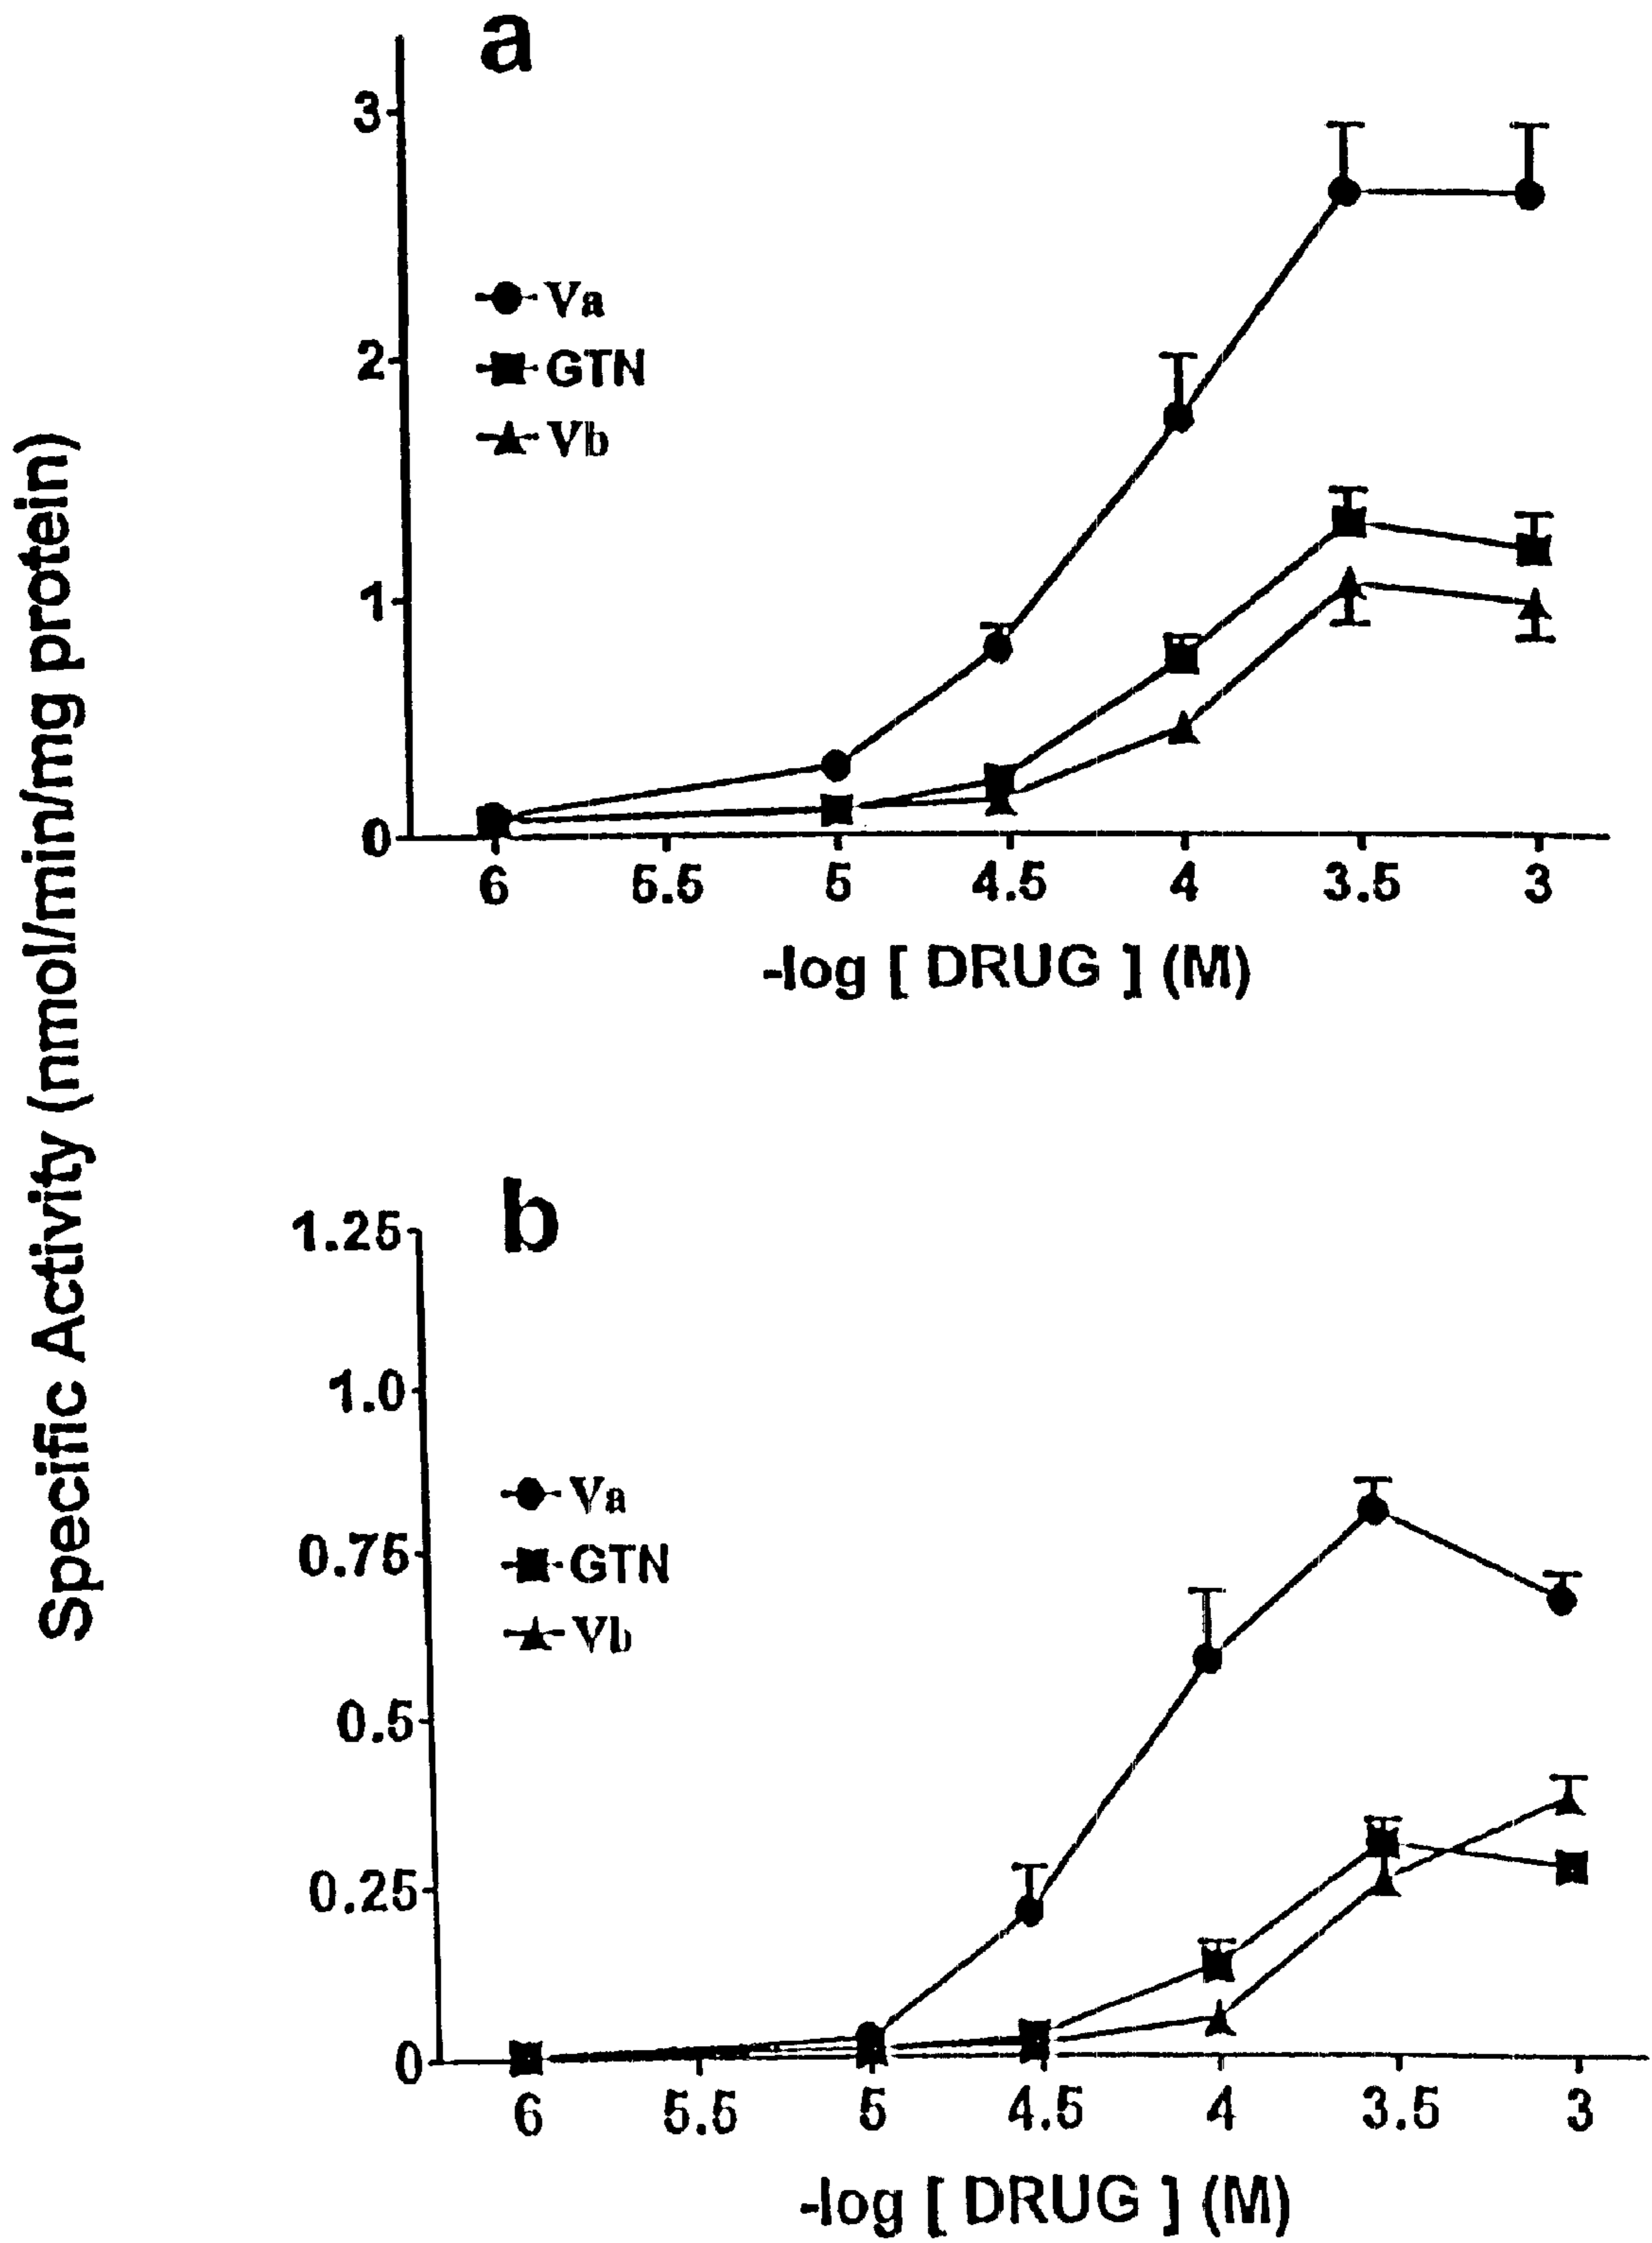 Specific Activity (nmol/min/mg protein)
a
3
2
1
0
Va
GTN
Vb
6 5.5 5 4.5 4 3.5 3
-log [ DRUG ] (M)
b
1.25
1.0
0.75
0.5
0.25
0
Va
GTN
Vb
6 5.5 5 4.5 4 3.5 3
-log [ DRUG ] (M)